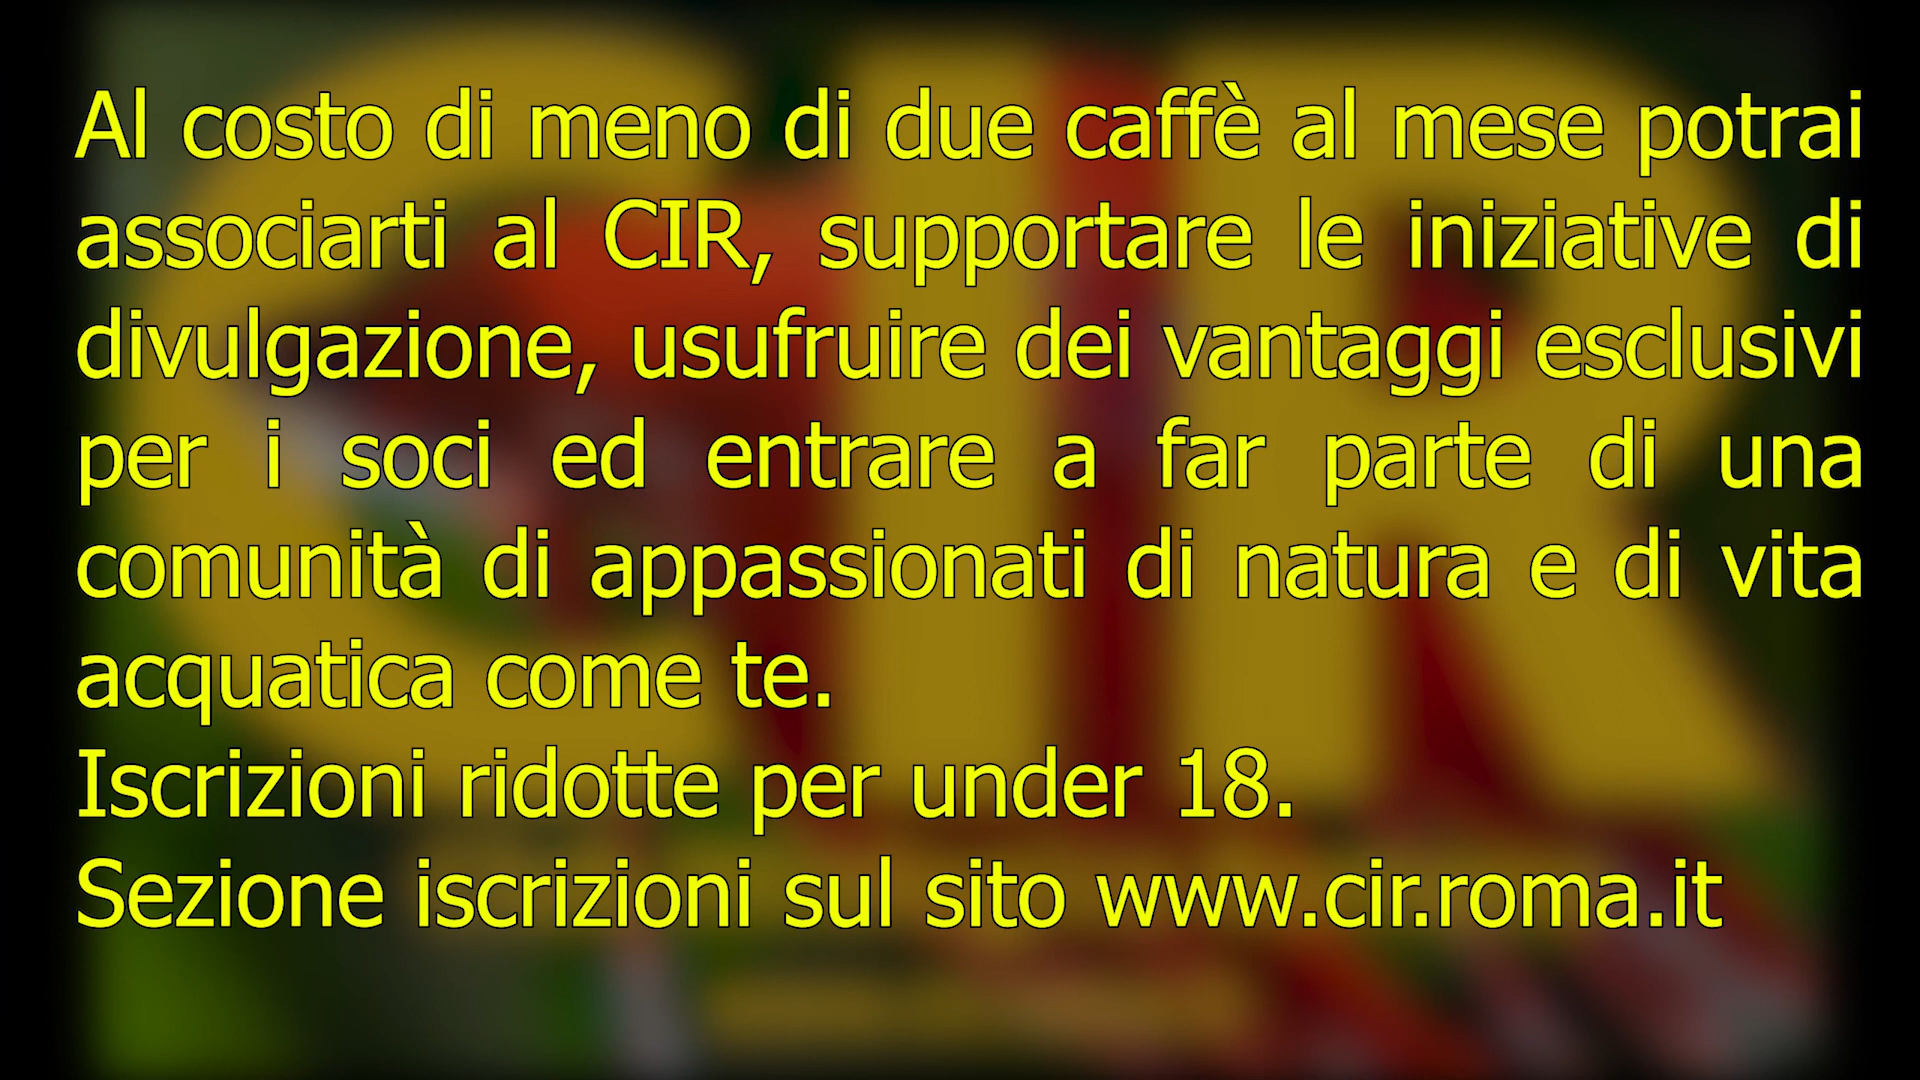 Al costo di meno di due caffè al mese potrai
associarti al CIR, supportare le iniziative di
divulgazione, usufruire dei vantaggi esclusivi
per i soci ed entrare a far parte di una
comunità di appassionati di natura e di vita
acquatica come te.
Iscrizioni ridotte per under 18.
Sezione iscrizioni sul sito www.cir.roma.it
CIR